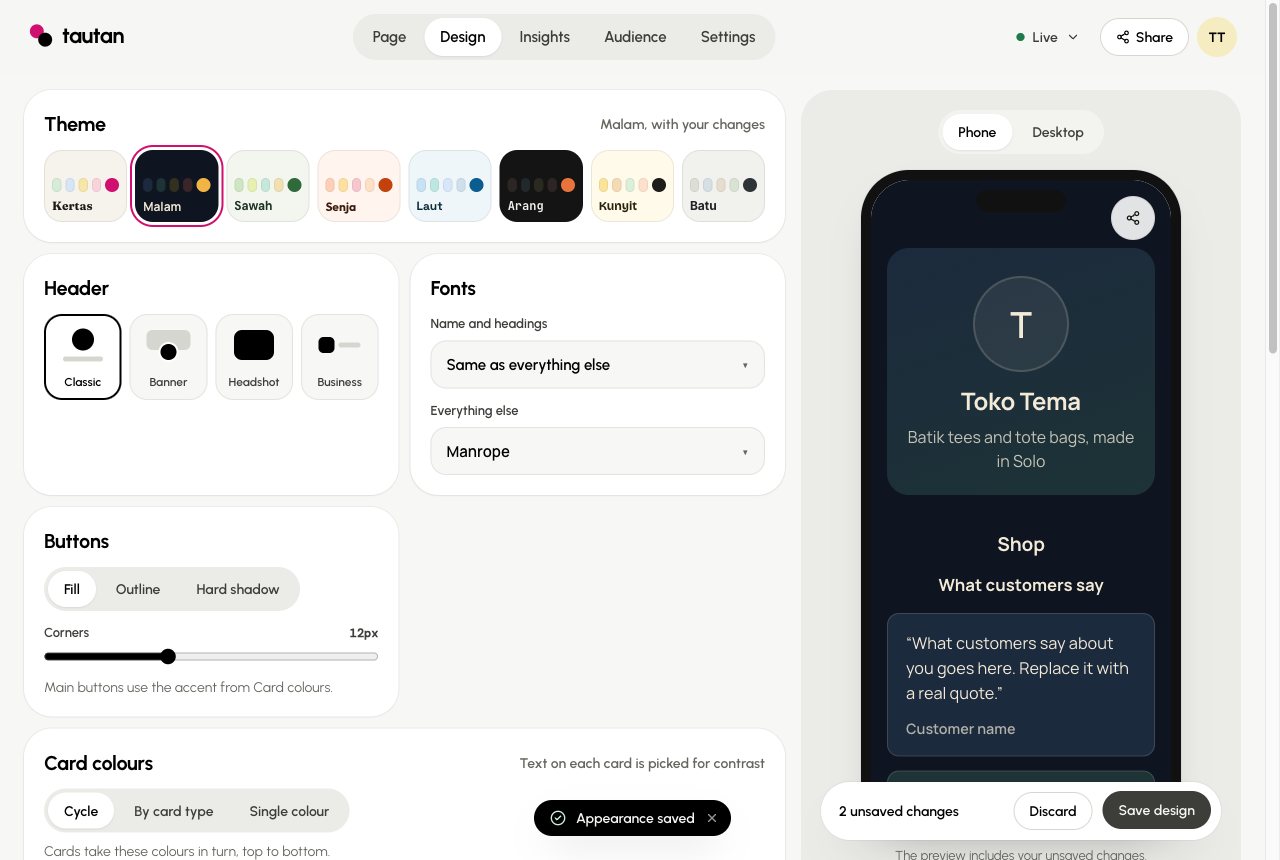 tautan
Page
Design
Insights
Audience
Settings
Live
Share
TT
Theme
Malam, with your changes
Kertas
Malam
Sawah
Senja
Laut
Arang
Kunyit
Batu
Header
Classic
Banner
Headshot
Business
Fonts
Name and headings
Same as everything else
Everything else
Manrope
Buttons
Fill
Outline
Hard shadow
Corners
12px
Main buttons use the accent from Card colours.
Card colours
Text on each card is picked for contrast
Cycle
By card type
Single colour
Cards take these colours in turn, top to bottom.
Appearance saved
Phone
Desktop
T
Toko Tema
Batik tees and tote bags, made
in Solo
Shop
What customers say
“What customers say about
you goes here. Replace it with
a real quote.”
Customer name
2 unsaved changes
Discard
Save design
The preview includes your unsaved changes.